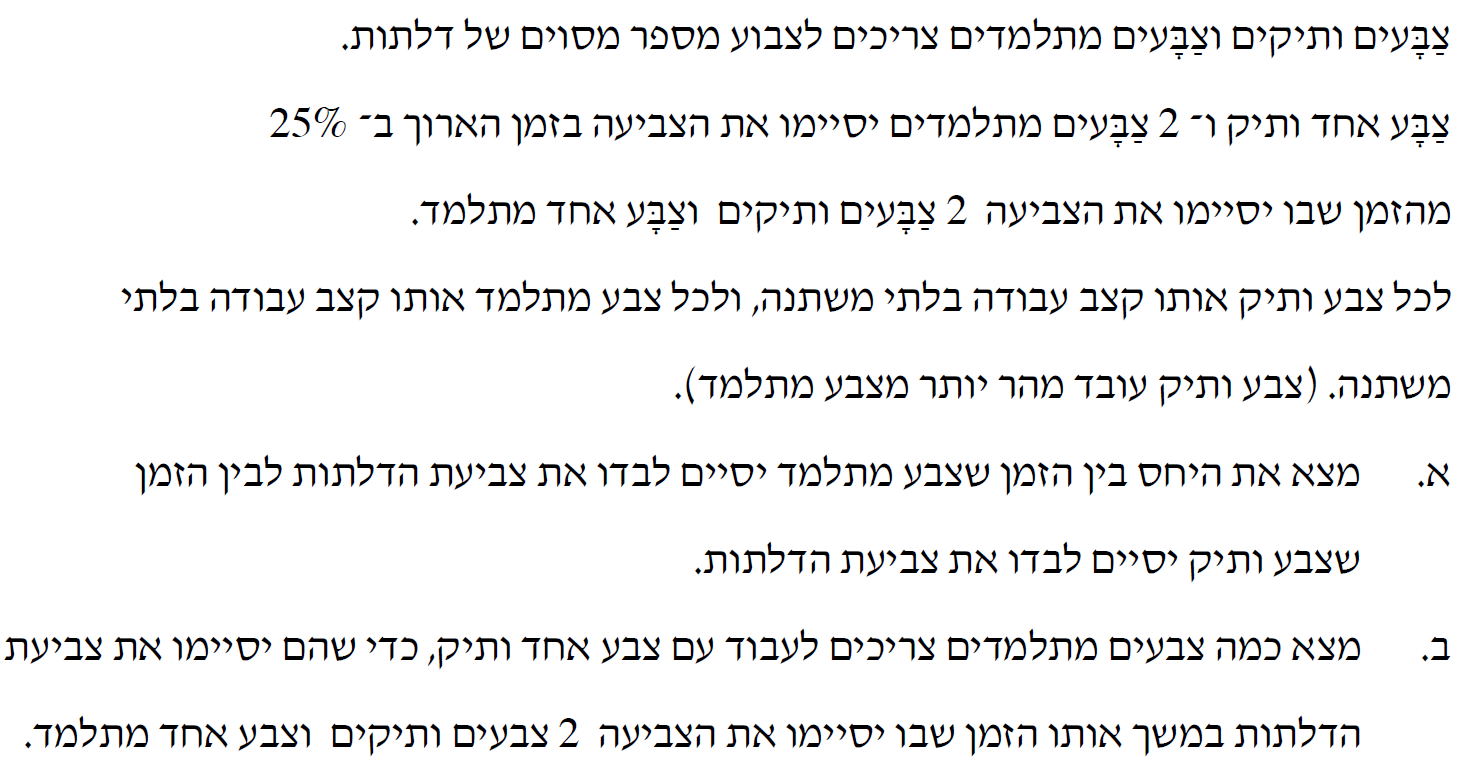 צַבָּעים ותיקים וצַבָּעים מתלמדים צריכים לצבוע מספר מסוים של דלתות.
צַבָּע אחד ותיק ו־ 2 צַבָּעים מתלמדים יסיימו את הצביעה בזמן הארוך ב־ 25%
מהזמן שבו יסיימו את הצביעה 2 צַבָּעים ותיקים וצַבָּע אחד מתלמד.
לכל צבע ותיק אותו קצב עבודה בלתי משתנה, ולכל צבע מתלמד אותו קצב עבודה בלתי
משתנה. (צבע ותיק עובד מהר יותר מצבע מתלמד).
א. מצא את היחס בין הזמן שצבע מתלמד יסיים לבדו את צביעת הדלתות לבין הזמן
שצבע ותיק יסיים לבדו את צביעת הדלתות.
ב. מצא כמה צבעים מתלמדים צריכים לעבוד עם צבע אחד ותיק, כדי שהם יסיימו את צביעת
הדלתות במשך אותו הזמן שבו יסיימו את הצביעה 2 צבעים ותיקים וצבע אחד מתלמד.